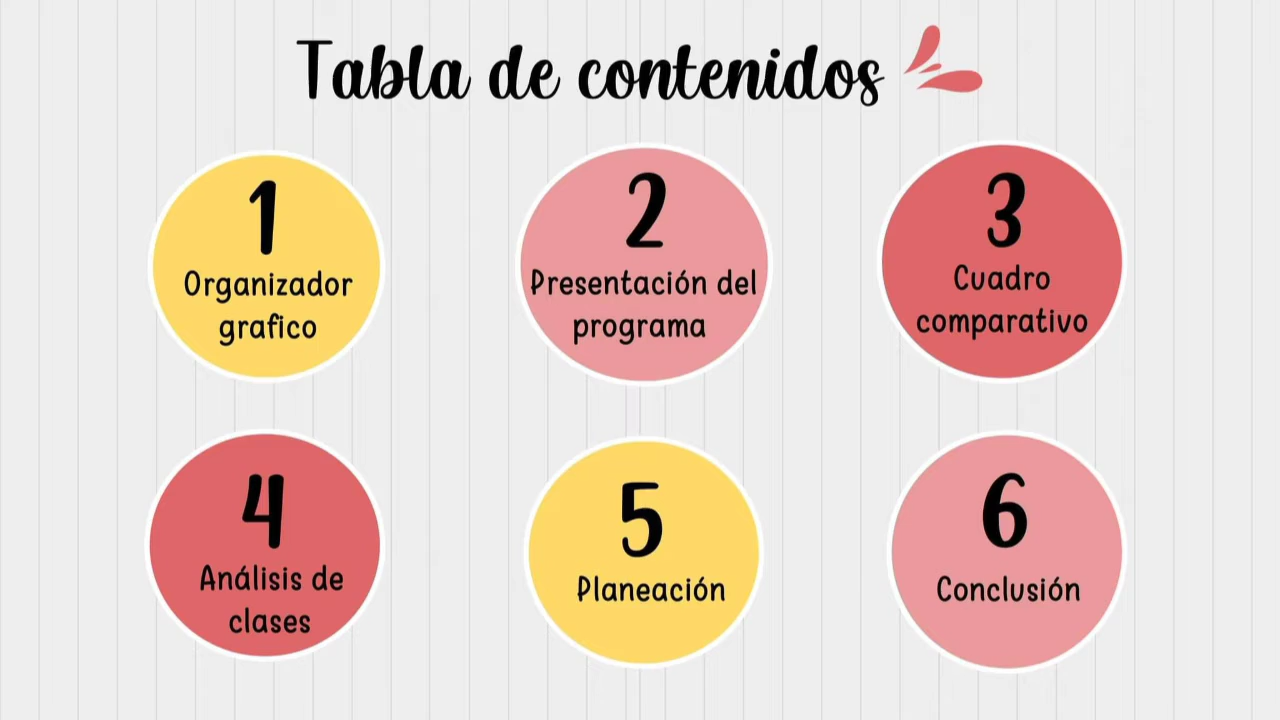 Tabla de contenidos
1
Organizador
grafico
2
Presentación del
programa
3
Cuadro
comparativo
4
Análisis de
clases
5
Planeación
6
Conclusión